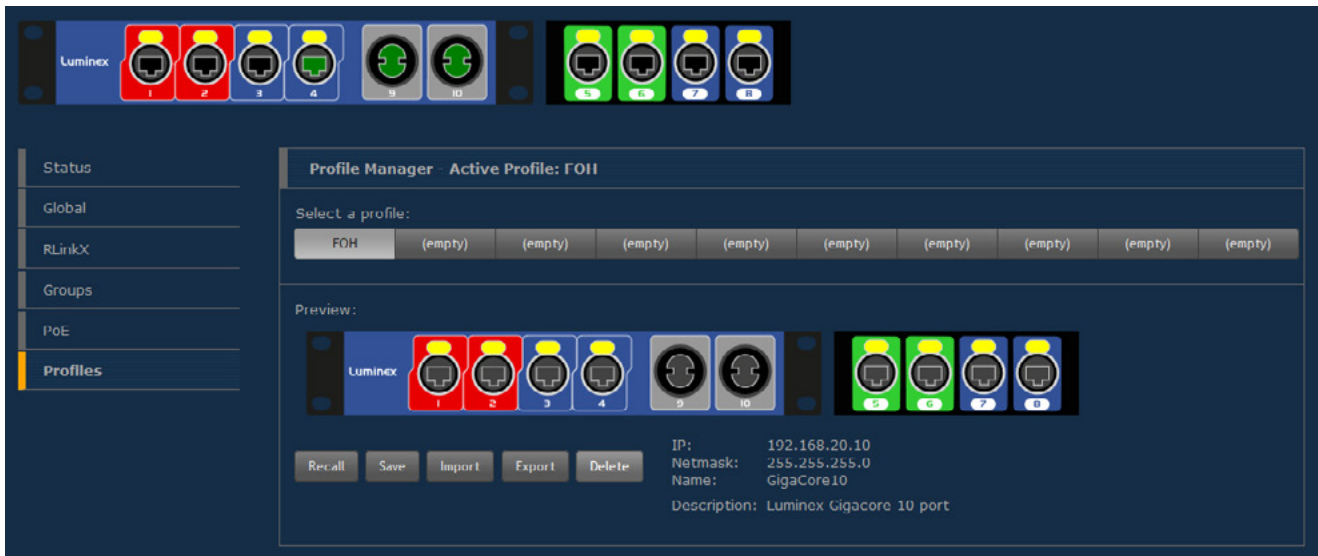 Luminex
1 2 3 4 9 10 5 6 7 8
Status
Global
RLinkX
Groups
PoE
Profiles
Profile Manager - Active Profile: FOH
Select a profile:
FOH (empty) (empty) (empty) (empty) (empty) (empty) (empty) (empty) (empty)
Preview:
Luminex
1 2 3 4 9 10 5 6 7 8
Recall Save Import Export Delete
IP: 192.168.20.10
Netmask: 255.255.255.0
Name: GigaCore10
Description: Luminex Gigacore 10 port